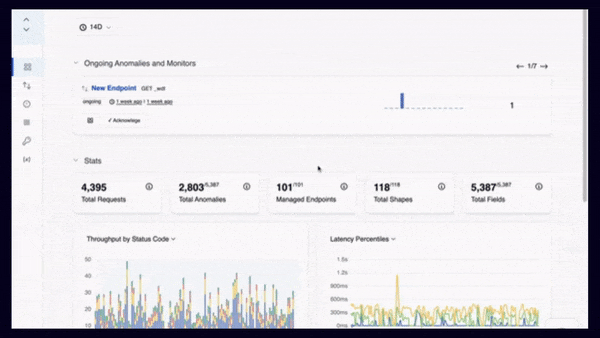 14D
Ongoing Anomalies and Monitors
1/7
New Endpoint GET
ongoing 1 week ago | 1 week ago
1
✓ Acknowlege
Stats
4,395
Total Requests
2,803/5,387
Total Anomalies
101/101
Managed Endpoints
118/118
Total Shapes
5,387/5,387
Total Fields
Throughput by Status Code
50
40
30
20
10
Latency Percentiles
1.5s
1.2s
900ms
600ms
300ms
0ms